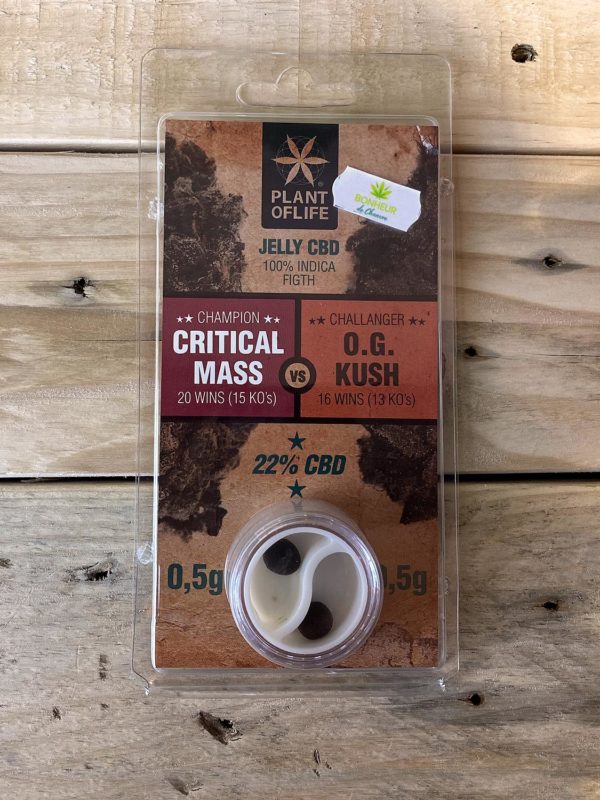 PLANT
OFLIFE
BONHEUR
de Chanvre
JELLY CBD
100% INDICA
FIGTH
★★ CHAMPION ★★
CRITICAL
MASS
20 WINS (15 KO's)
VS
★★ CHALLANGER ★★
O.G.
KUSH
16 WINS (13 KO's)
22% CBD
0,5g
,5g